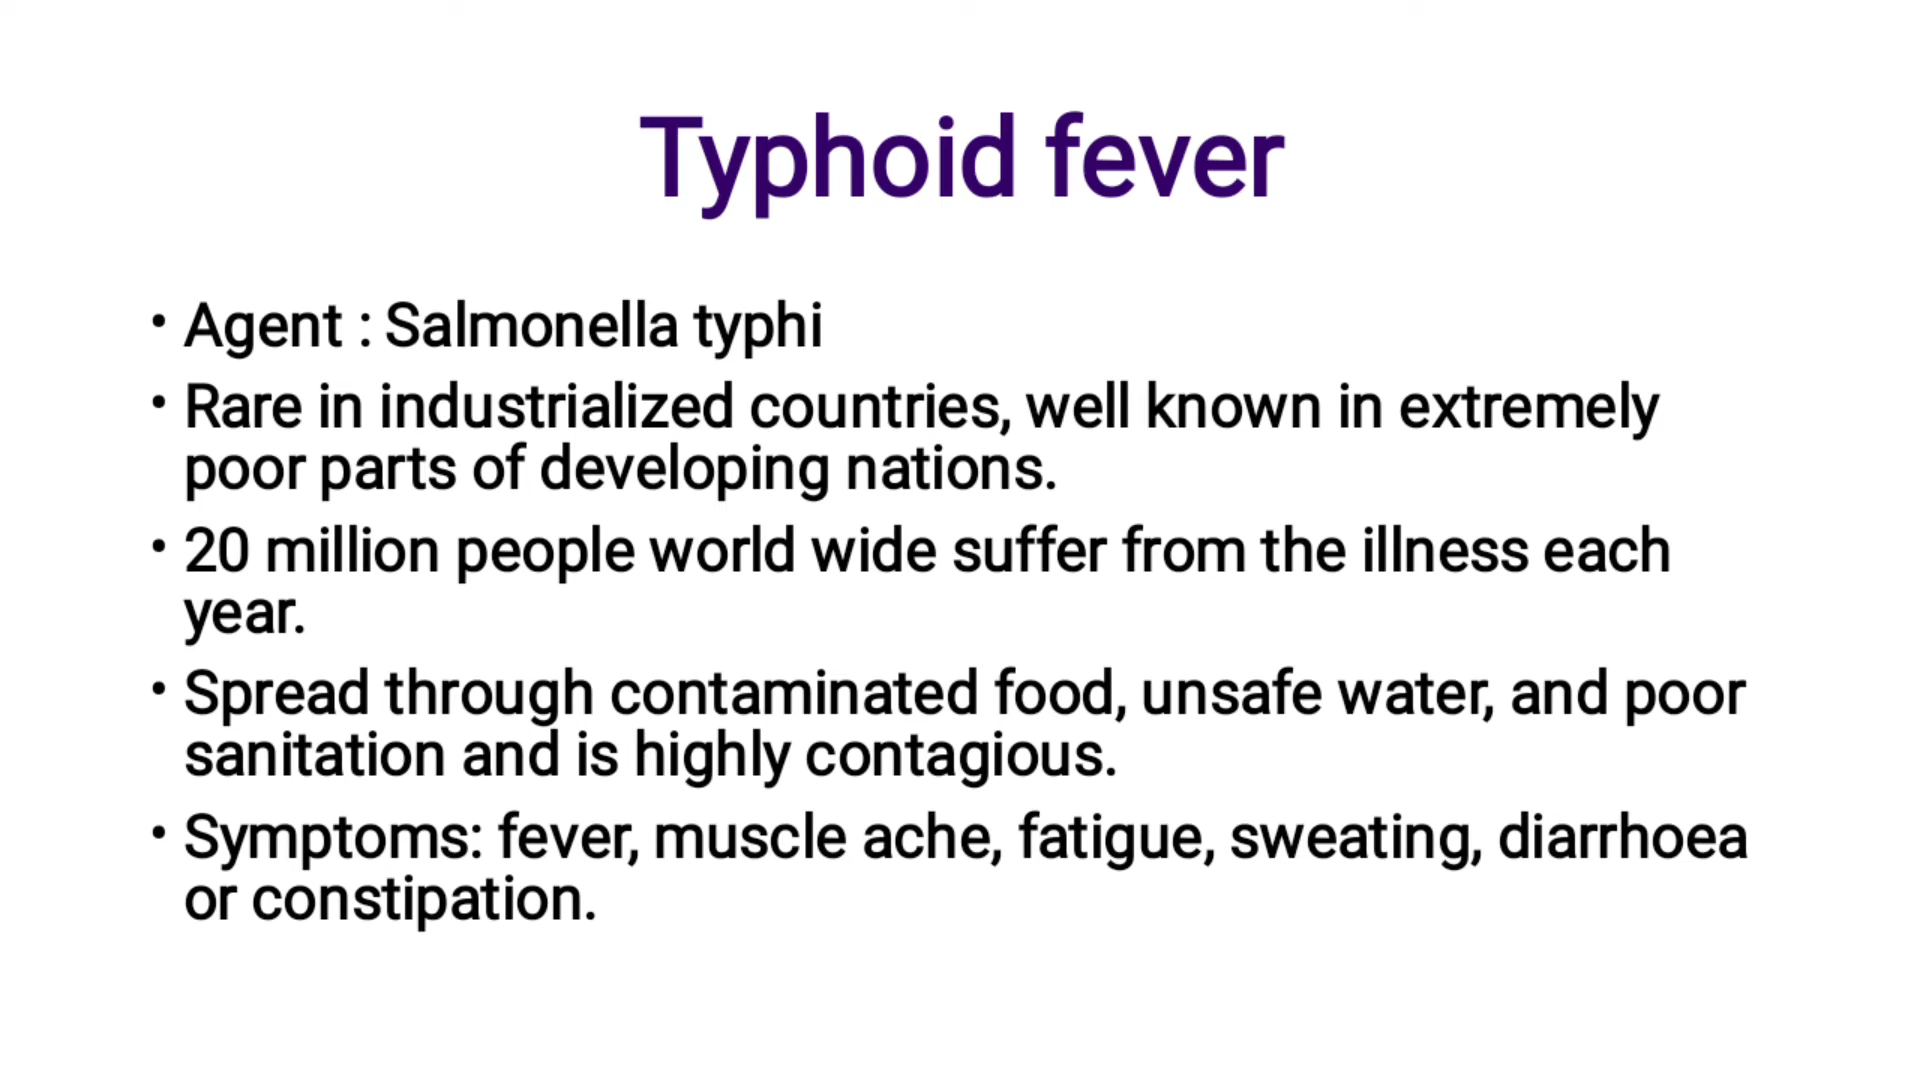 Typhoid fever
• Agent : Salmonella typhi
• Rare in industrialized countries, well known in extremely
poor parts of developing nations.
• 20 million people world wide suffer from the illness each
year.
• Spread through contaminated food, unsafe water, and poor
sanitation and is highly contagious.
• Symptoms: fever, muscle ache, fatigue, sweating, diarrhoea
or constipation.